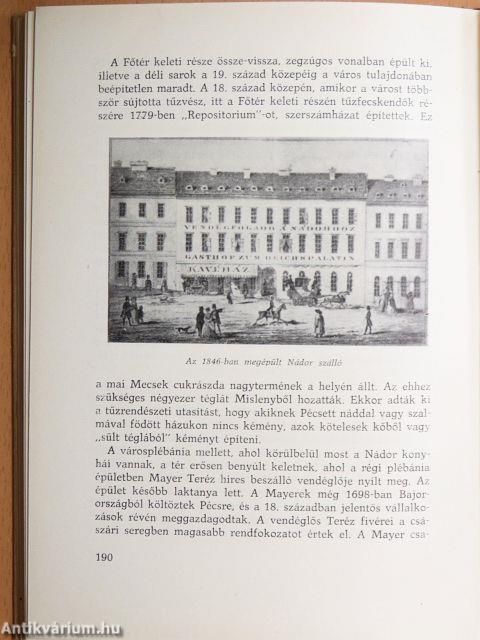 A Főtér keleti része össze-vissza, zegzúgos vonalban épült ki,
illetve a déli sarok a 19. század közepéig a város tulajdonában
beépítetlen maradt. A 18. század közepén, amikor a várost több-
ször sújtotta tűzvész, itt a Főtér keleti részén tűzfecskendők ré-
szére 1779-ben „Repositorium"-ot, szerszámházat építettek. Ez
VENDÉGFOGADÓ A NÁDORHOZ
GASTHOF ZUM REICHSPALATIN
KÁVÉHÁZ
Az 1846-ban megépült Nádor szálló
a mai Mecsek cukrászda nagytermének a helyén állt. Az ehhez
szükséges négyezer téglát Mislenyből hozatták. Ekkor adták ki
a tűzrendészeti utasítást, hogy akiknek Pécsett náddal vagy szal-
mával födött házukon nincs kémény, azok kötelesek kőből vagy
„sült téglából" kéményt építeni.
A városplébánia mellett, ahol körülbelül most a Nádor kony-
hái vannak, a tér erősen benyúlt keletnek, ahol a régi plébánia
épületben Mayer Teréz híres beszálló vendéglője nyílt meg. Az
épület később laktanya lett. A Mayerek még 1698-ban Bajor-
országból költöztek Pécsre, és a 18. században jelentős vállalko-
zások révén meggazdagodtak. A vendéglős Teréz fivérei a csá-
szári seregben magasabb rendfokozatot értek el. A Mayer csa-
190
Antikvárium.hu